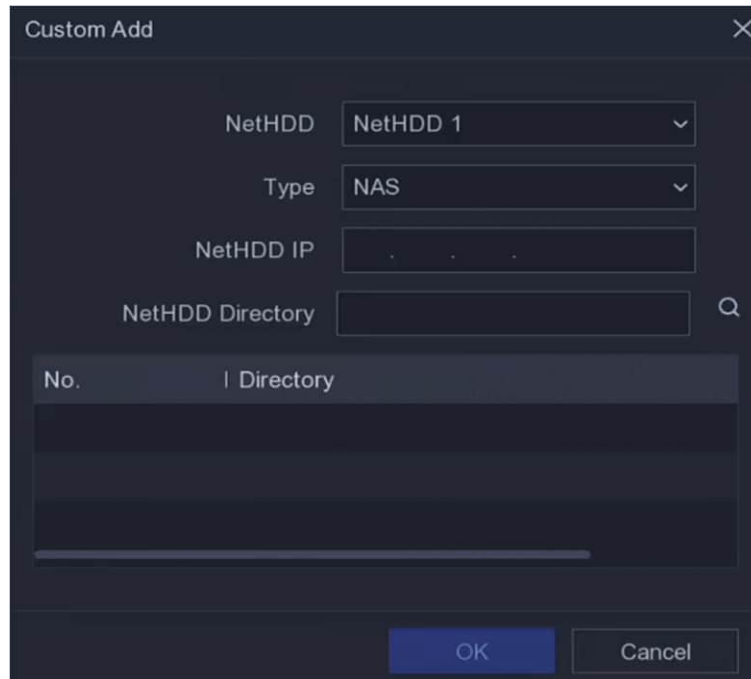 Custom Add
NetHDD NetHDD 1
Type NAS
NetHDD IP . . .
NetHDD Directory
No. Directory
OK Cancel